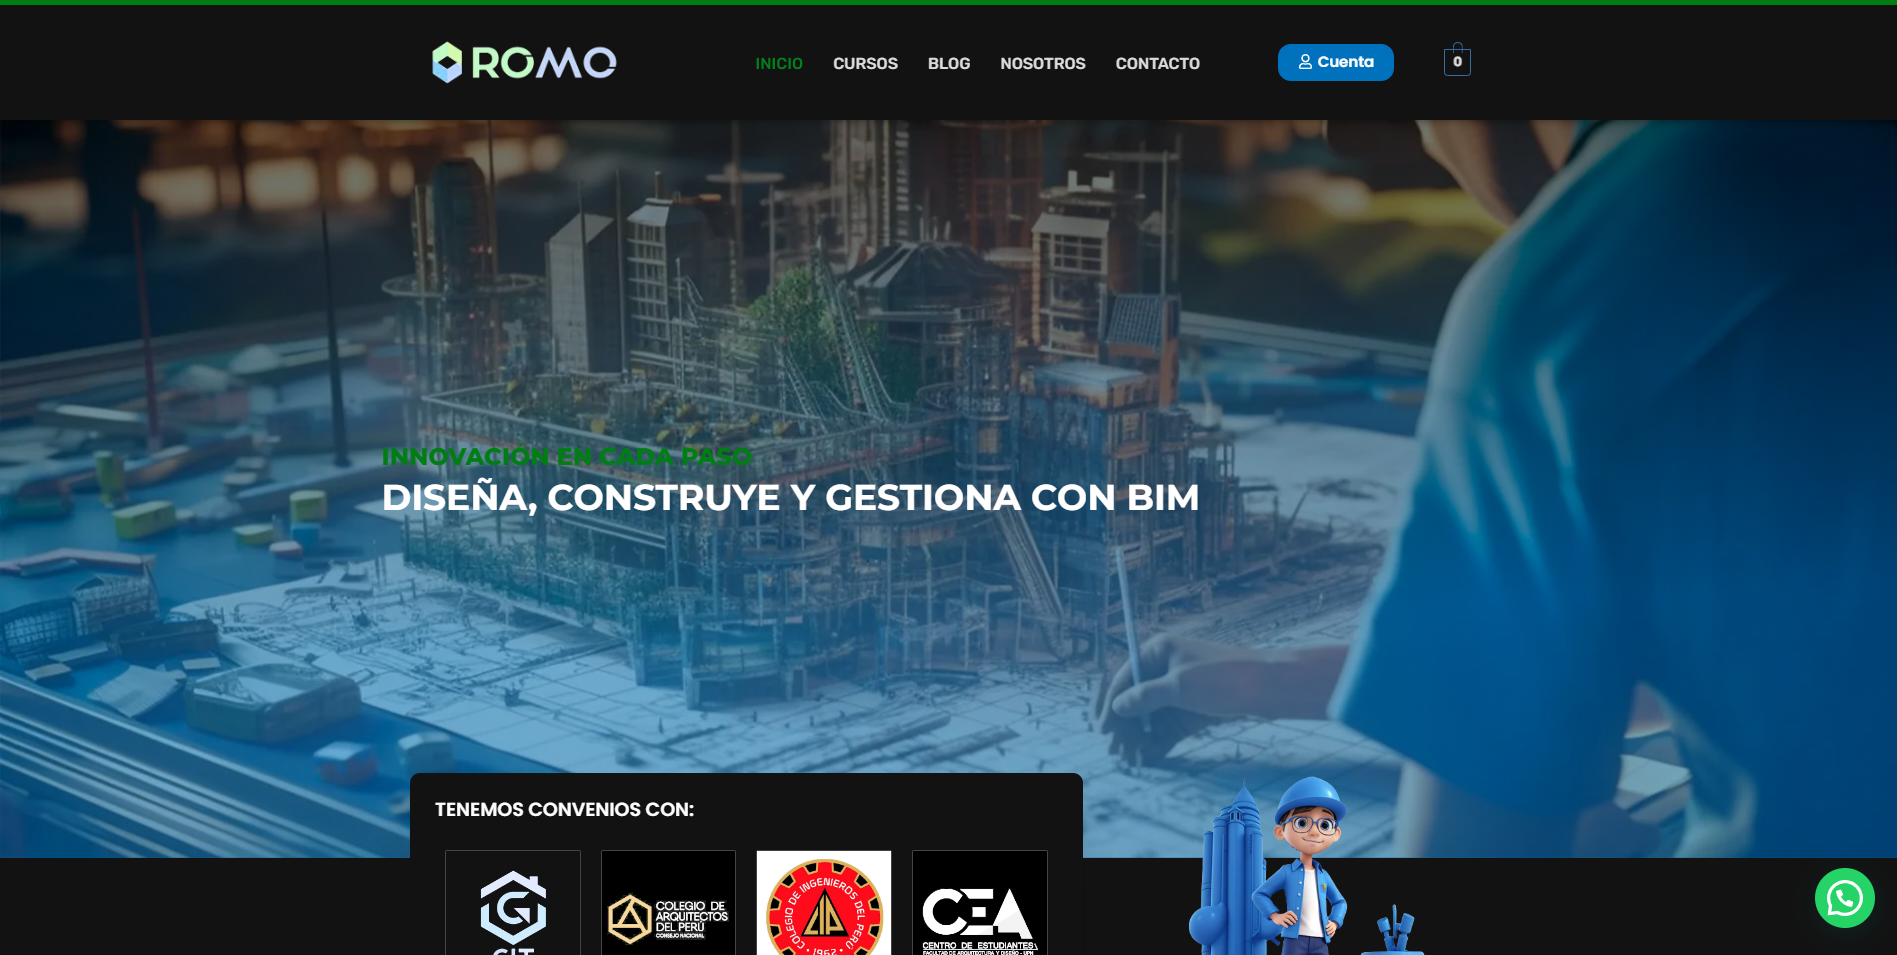 ROMO
INICIO CURSOS BLOG NOSOTROS CONTACTO
Cuenta
0
INNOVACIÓN EN CADA PASO
DISEÑA, CONSTRUYE Y GESTIONA CON BIM
TENEMOS CONVENIOS CON:
G
GIT
COLEGIO DE
ARQUITECTOS
DEL PERÚ
CONSEJO NACIONAL
COLEGIO DE INGENIEROS DEL PERÚ
CIP
1962
CEA
CENTRO DE ESTUDIANTES
FACULTAD DE ARQUITECTURA Y DISEÑO - UPN